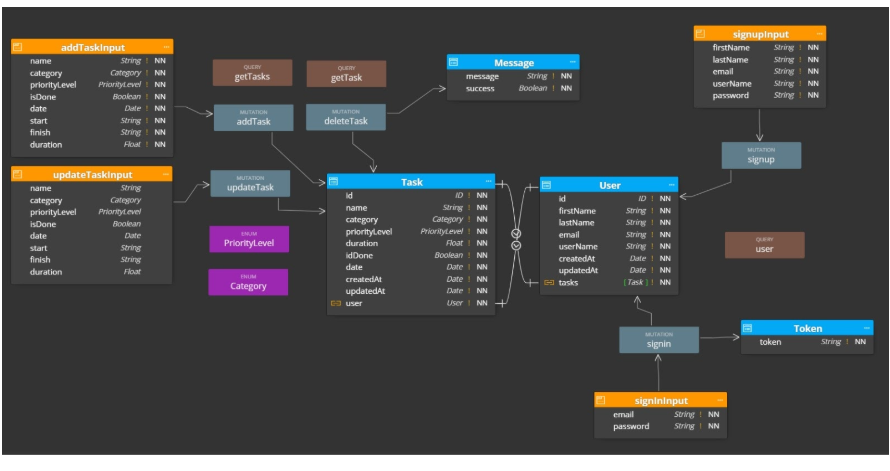 addTaskInput
name String ! NN
category Category ! NN
priorityLevel PriorityLevel ! NN
isDone Boolean ! NN
date Date ! NN
start String ! NN
finish String ! NN
duration Float ! NN
updateTaskInput
name String
category Category
priorityLevel PriorityLevel
isDone Boolean
date Date
start String
finish String
duration Float
QUERY
getTasks
QUERY
getTask
MUTATION
addTask
MUTATION
deleteTask
MUTATION
updateTask
ENUM
PriorityLevel
ENUM
Category
Message
message String ! NN
success Boolean ! NN
Task
id ID ! NN
name String ! NN
category Category ! NN
priorityLevel PriorityLevel ! NN
duration Float ! NN
idDone Boolean ! NN
date Date ! NN
createdAt Date ! NN
updatedAt Date ! NN
user User ! NN
User
id ID ! NN
firstName String ! NN
lastName String ! NN
email String ! NN
userName String ! NN
createdAt Date ! NN
updatedAt Date ! NN
tasks [Task ] ! NN
signupInput
firstName String ! NN
lastName String ! NN
email String ! NN
userName String ! NN
password String ! NN
MUTATION
signup
QUERY
user
MUTATION
signin
Token
token String ! NN
signInInput
email String ! NN
password String ! NN